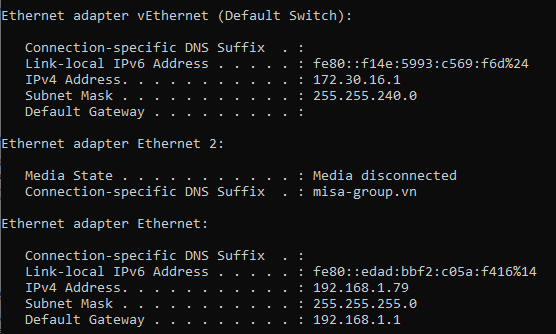 Ethernet adapter vEthernet (Default Switch):
Connection-specific DNS Suffix  . :
Link-local IPv6 Address . . . . . : fe80::f14e:5993:c569:f6d%24
IPv4 Address. . . . . . . . . . . : 172.30.16.1
Subnet Mask . . . . . . . . . . . : 255.255.240.0
Default Gateway . . . . . . . . . :
Ethernet adapter Ethernet 2:
Media State . . . . . . . . . . . : Media disconnected
Connection-specific DNS Suffix  . : misa-group.vn
Ethernet adapter Ethernet:
Connection-specific DNS Suffix  . :
Link-local IPv6 Address . . . . . : fe80::edad:bbf2:c05a:f416%14
IPv4 Address. . . . . . . . . . . : 192.168.1.79
Subnet Mask . . . . . . . . . . . : 255.255.255.0
Default Gateway . . . . . . . . . : 192.168.1.1